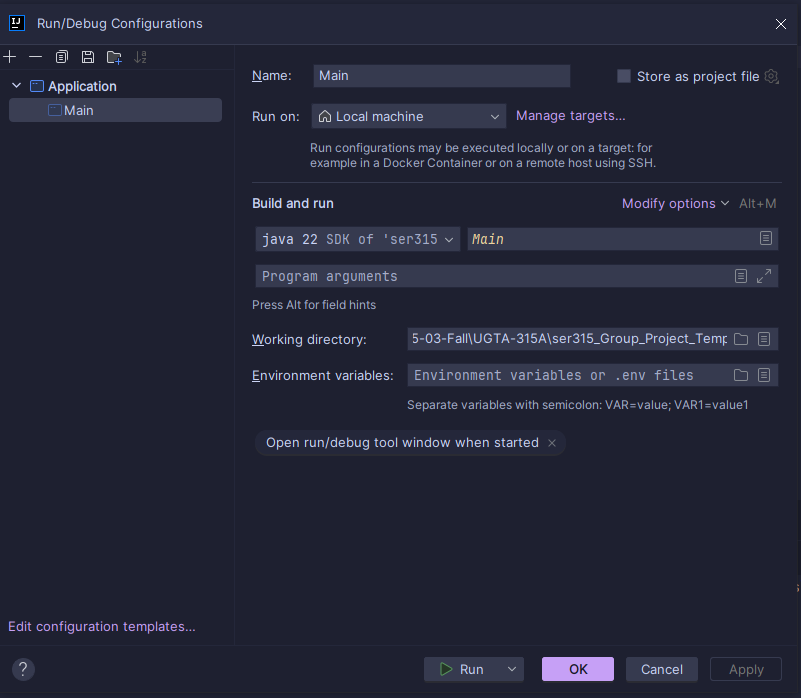 IJ Run/Debug Configurations
Application
Main
Edit configuration templates...
Name: Main Store as project file
Run on: Local machine Manage targets...
Run configurations may be executed locally or on a target: for
example in a Docker Container or on a remote host using SSH.
Build and run Modify options Alt+M
java 22 SDK of 'ser315 Main
Program arguments
Press Alt for field hints
Working directory: 5-03-Fall\UGTA-315A\ser315_Group_Project_Temp
Environment variables: Environment variables or .env files
Separate variables with semicolon: VAR=value; VAR1=value1
Open run/debug tool window when started
? Run OK Cancel Apply